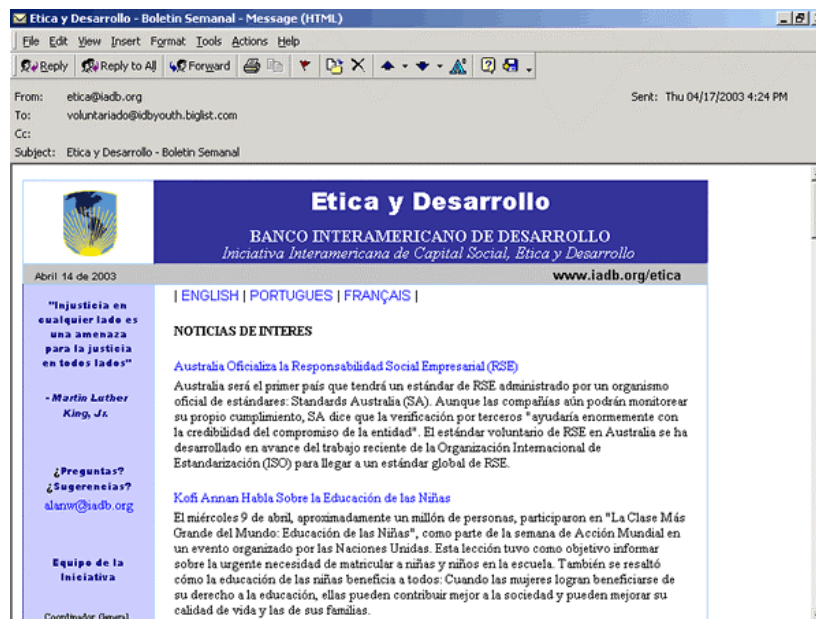 Etica y Desarrollo - Boletin Semanal - Message (HTML)
File Edit View Insert Format Tools Actions Help
Reply Reply to All Forward
From: etica@iadb.org Sent: Thu 04/17/2003 4:24 PM
To: voluntariado@idbyouth.biglist.com
Cc:
Subject: Etica y Desarrollo - Boletin Semanal
Etica y Desarrollo
BANCO INTERAMERICANO DE DESARROLLO
Iniciativa Interamericana de Capital Social, Etica y Desarrollo
Abril 14 de 2003 www.iadb.org/etica
"Injusticia en
cualquier lado es
una amenaza
para la justicia
en todos lados"
- Martin Luther
King, Jr.
¿Preguntas?
¿Sugerencias?
alanw@iadb.org
Equipo de la
Iniciativa
Coordinador General
| ENGLISH | PORTUGUES | FRANÇAIS |
NOTICIAS DE INTERES
Australia Oficializa la Responsabilidad Social Empresarial (RSE)
Australia será el primer país que tendrá un estándar de RSE administrado por un organismo
oficial de estándares: Standards Australia (SA). Aunque las compañías aún podrán monitorear
su propio cumplimiento, SA dice que la verificación por terceros "ayudaría enormemente con
la credibilidad del compromiso de la entidad". El estándar voluntario de RSE en Australia se ha
desarrollado en avance del trabajo reciente de la Organización Internacional de
Estandarización (ISO) para llegar a un estándar global de RSE.
Kofi Annan Habla Sobre la Educación de las Niñas
El miércoles 9 de abril, aproximadamente un millón de personas, participaron en "La Clase Más
Grande del Mundo: Educación de las Niñas", como parte de la semana de Acción Mundial en
un evento organizado por las Naciones Unidas. Esta lección tuvo como objetivo informar
sobre la urgente necesidad de matricular a niñas y niños en la escuela. También se resaltó
cómo la educación de las niñas beneficia a todos: Cuando las mujeres logran beneficiarse de
su derecho a la educación, ellas pueden contribuir mejor a la sociedad y pueden mejorar su
calidad de vida y las de sus familias.